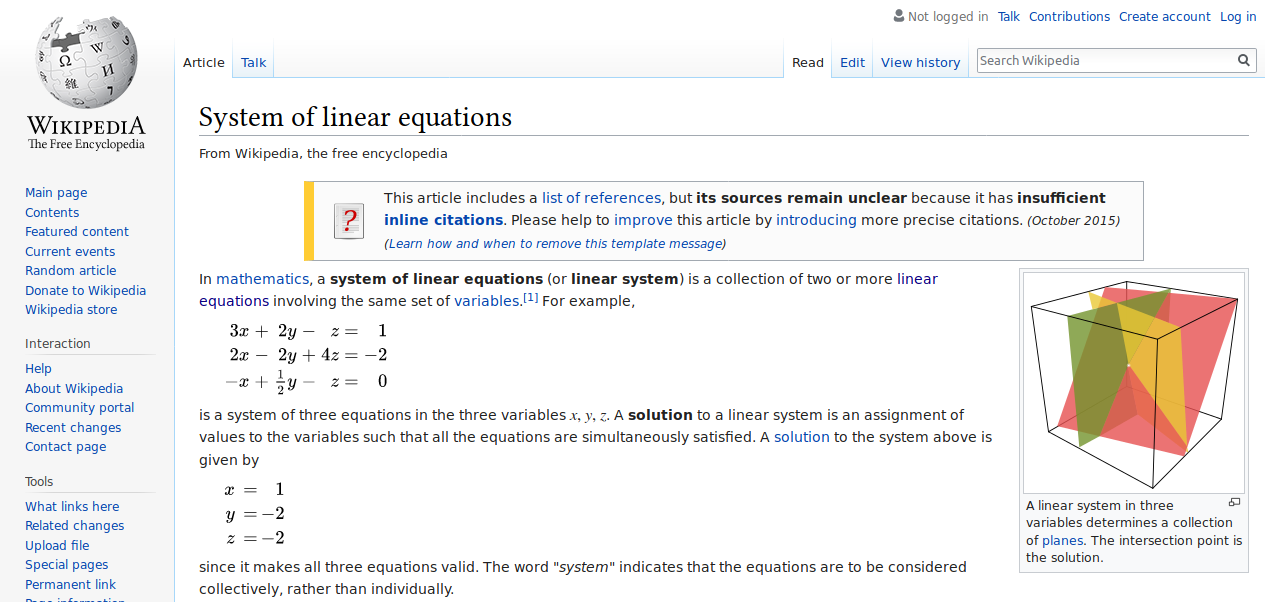 Not logged in Talk Contributions Create account Log in
Article Talk Read Edit View history Search Wikipedia
WIKIPEDIA
The Free Encyclopedia
Main page
Contents
Featured content
Current events
Random article
Donate to Wikipedia
Wikipedia store
Interaction
Help
About Wikipedia
Community portal
Recent changes
Contact page
Tools
What links here
Related changes
Upload file
Special pages
Permanent link
System of linear equations
From Wikipedia, the free encyclopedia
This article includes a list of references, but its sources remain unclear because it has insufficient
inline citations. Please help to improve this article by introducing more precise citations. (October 2015)
(Learn how and when to remove this template message)
In mathematics, a system of linear equations (or linear system) is a collection of two or more linear
equations involving the same set of variables.[1] For example,
3x + 2y − z = 1
2x − 2y + 4z = −2
−x + ½y − z = 0
is a system of three equations in the three variables x, y, z. A solution to a linear system is an assignment of
values to the variables such that all the equations are simultaneously satisfied. A solution to the system above is
given by
x = 1
y = −2
z = −2
since it makes all three equations valid. The word "system" indicates that the equations are to be considered
collectively, rather than individually.
A linear system in three
variables determines a collection
of planes. The intersection point is
the solution.